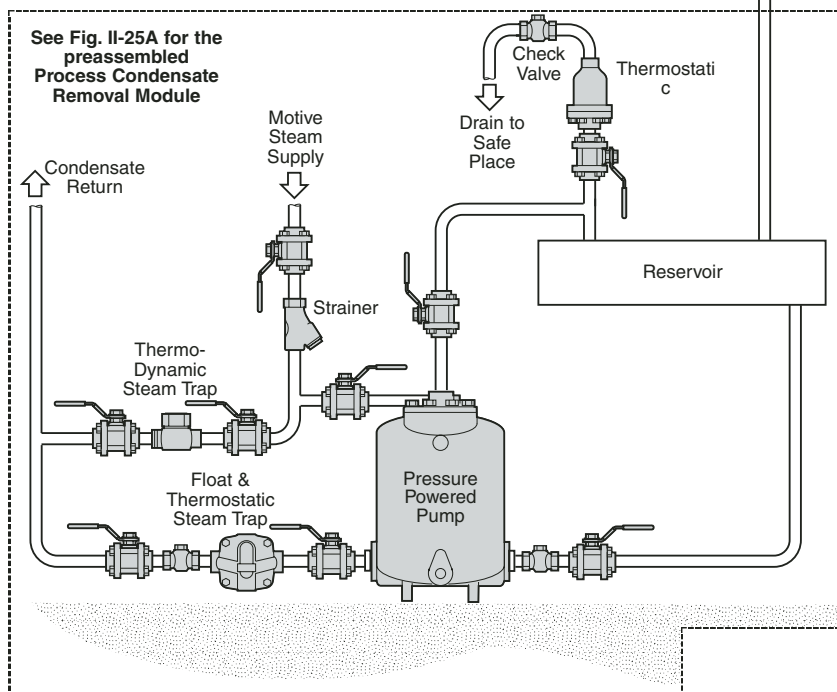 See Fig. II-25A for the
preassembled
Process Condensate
Removal Module
Check
Valve
Thermostati
c
Drain to
Safe
Place
Motive
Steam
Supply
Condensate
Return
Reservoir
Strainer
Thermo-
Dynamic
Steam Trap
Float &
Thermostatic
Steam Trap
Pressure
Powered
Pump